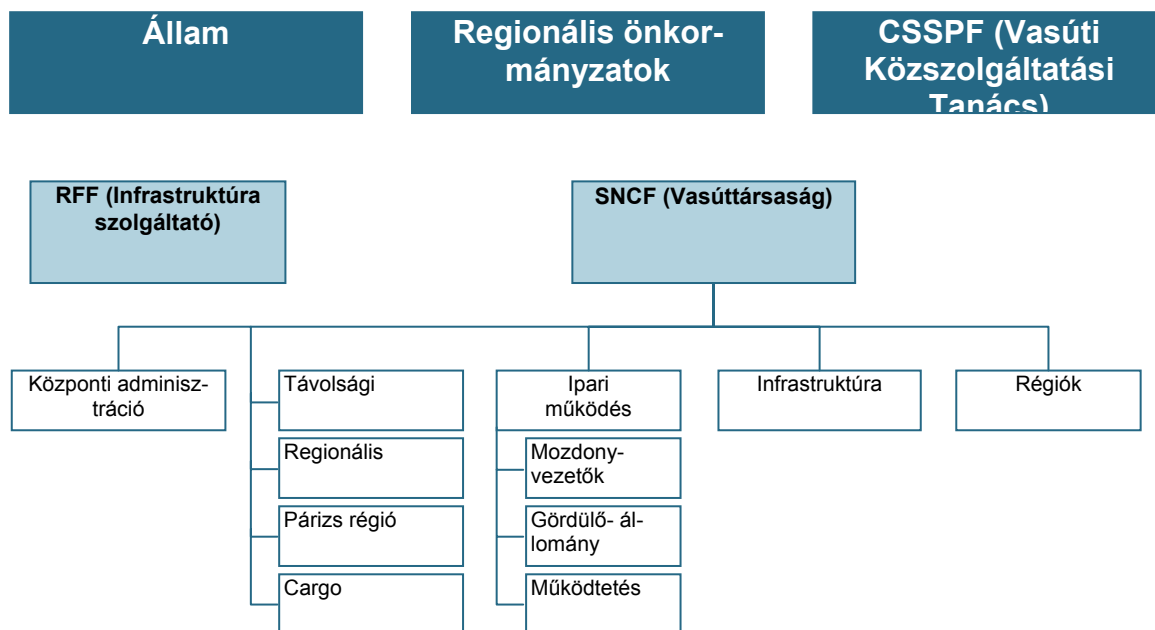 Állam
Regionális önkor-
mányzatok
CSSPF (Vasúti
Közszolgáltatási
Tanács)
RFF (Infrastruktúra
szolgáltató)
SNCF (Vasúttársaság)
Központi adminisz-
tráció
Távolsági
Regionális
Párizs régió
Cargo
Ipari
működés
Mozdony-
vezetők
Gördülő- ál-
lomány
Működtetés
Infrastruktúra
Régiók